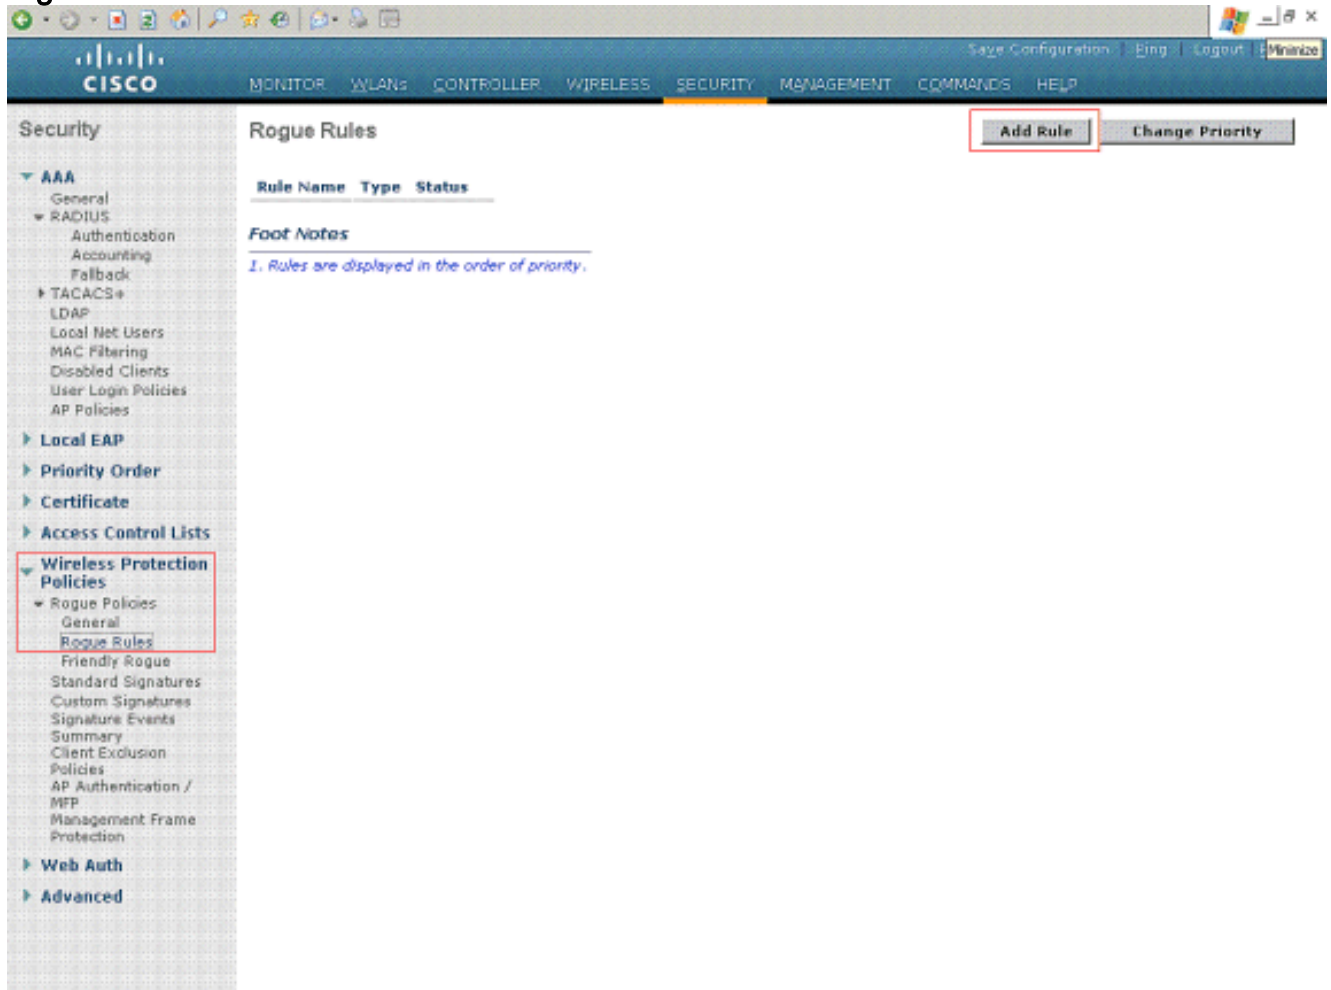 Save Configuration | Ping | Logout | Minimize
CISCO
MONITOR WLANs CONTROLLER WIRELESS SECURITY MANAGEMENT COMMANDS HELP
Security
Rogue Rules
Add Rule
Change Priority
AAA
General
RADIUS
Authentication
Accounting
Fallback
TACACS+
LDAP
Local Net Users
MAC Filtering
Disabled Clients
User Login Policies
AP Policies
Local EAP
Priority Order
Certificate
Access Control Lists
Wireless Protection
Policies
Rogue Policies
General
Rogue Rules
Friendly Rogue
Standard Signatures
Custom Signatures
Signature Events
Summary
Client Exclusion
Policies
AP Authentication /
MFP
Management Frame
Protection
Web Auth
Advanced
Rule Name Type Status
Foot Notes
1. Rules are displayed in the order of priority.